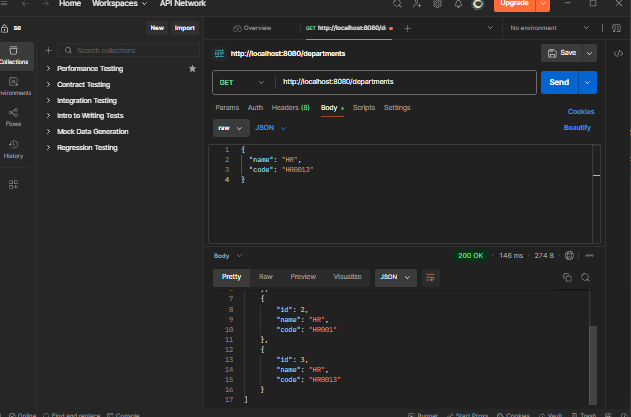 Home Workspaces API Network Upgrade
se New Import Overview GET http://localhost:8080/d No environment
Collections Search collections http://localhost:8080/departments Save
Performance Testing
Contract Testing GET http://localhost:8080/departments Send
Environments
Integration Testing
Intro to Writing Tests Params Auth Headers (8) Body Scripts Settings Cookies
Flows
Mock Data Generation raw JSON Beautify
Regression Testing
History
1 {
2 "name": "HR",
3 "code": "HR0013"
4 }
Body 200 OK 146 ms 274 B
Pretty Raw Preview Visualize JSON
7 {
8 "id": 2,
9 "name": "HR",
10 "code": "HR001"
11 },
12 {
13 "id": 3,
14 "name": "HR",
15 "code": "HR0013"
16 }
17 ]
Online Find and replace Console Runner Start Proxy Cookies Vault Trash